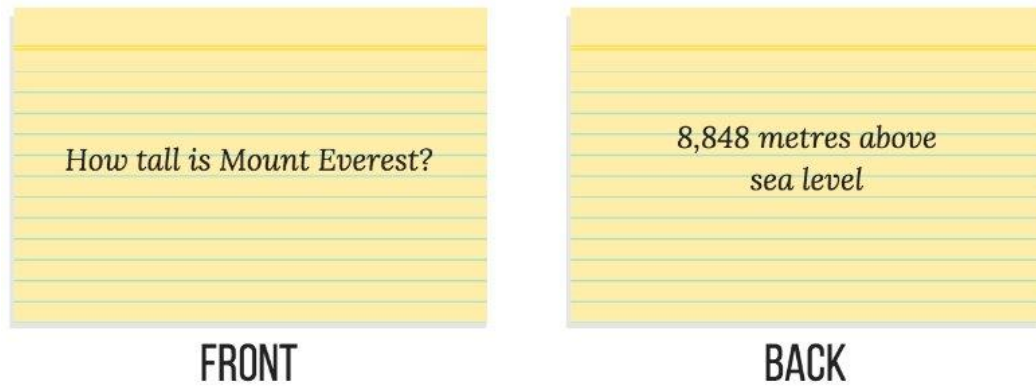 How tall is Mount Everest?
FRONT
8,848 metres above
sea level
BACK